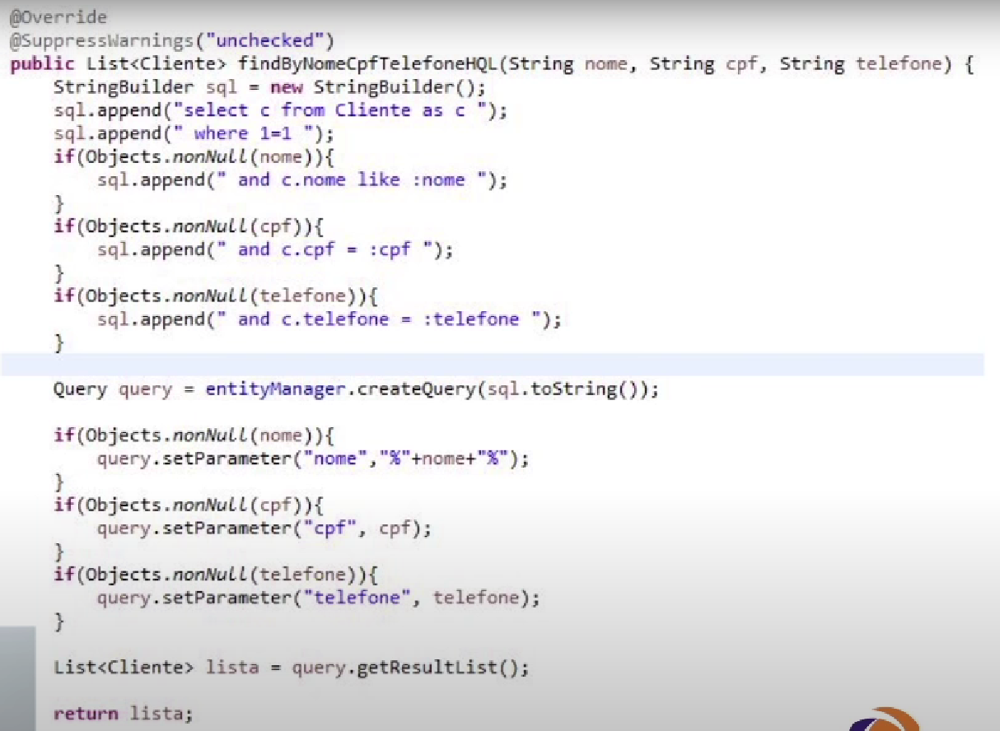 @Override
@SuppressWarnings("unchecked")
public List<Cliente> findByNomeCpfTelefoneHQL(String nome, String cpf, String telefone) {
    StringBuilder sql = new StringBuilder();
    sql.append("select c from Cliente as c ");
    sql.append(" where 1=1 ");
    if(Objects.nonNull(nome)){
        sql.append(" and c.nome like :nome ");
    }
    if(Objects.nonNull(cpf)){
        sql.append(" and c.cpf = :cpf ");
    }
    if(Objects.nonNull(telefone)){
        sql.append(" and c.telefone = :telefone ");
    }
    Query query = entityManager.createQuery(sql.toString());
    if(Objects.nonNull(nome)){
        query.setParameter("nome","%"+nome+"%");
    }
    if(Objects.nonNull(cpf)){
        query.setParameter("cpf", cpf);
    }
    if(Objects.nonNull(telefone)){
        query.setParameter("telefone", telefone);
    }
    List<Cliente> lista = query.getResultList();
    return lista;